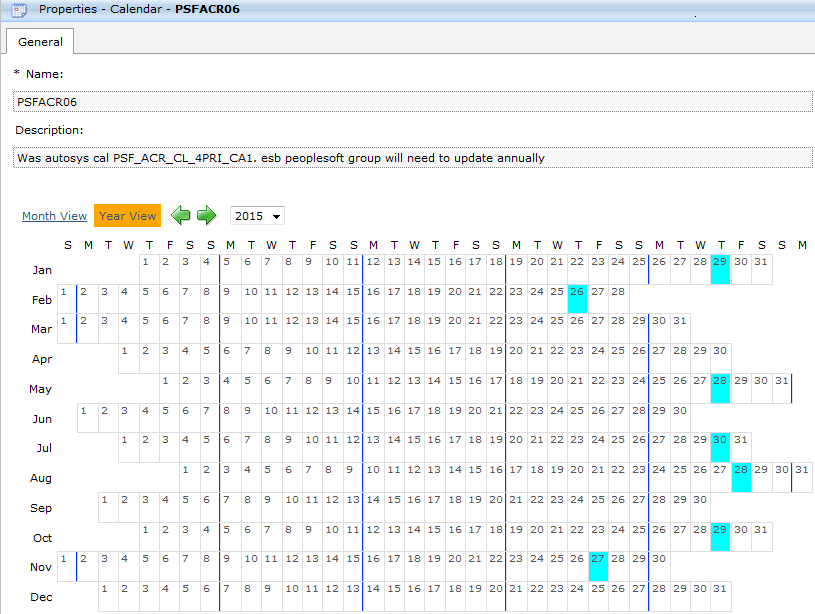 Properties - Calendar - PSFACR06
General
* Name:
PSFACR06
Description:
Was autosys cal PSF_ACR_CL_4PRI_CA1. esb peoplesoft group will need to update annually
Month View Year View 2015
S M T W T F S S M T W T F S S M T W T F S S M T W T F S S M T W T F S S M
Jan 1 2 3 4 5 6 7 8 9 10 11 12 13 14 15 16 17 18 19 20 21 22 23 24 25 26 27 28 29 30 31
Feb 1 2 3 4 5 6 7 8 9 10 11 12 13 14 15 16 17 18 19 20 21 22 23 24 25 26 27 28
Mar 1 2 3 4 5 6 7 8 9 10 11 12 13 14 15 16 17 18 19 20 21 22 23 24 25 26 27 28 29 30 31
Apr 1 2 3 4 5 6 7 8 9 10 11 12 13 14 15 16 17 18 19 20 21 22 23 24 25 26 27 28 29 30
May 1 2 3 4 5 6 7 8 9 10 11 12 13 14 15 16 17 18 19 20 21 22 23 24 25 26 27 28 29 30 31
Jun 1 2 3 4 5 6 7 8 9 10 11 12 13 14 15 16 17 18 19 20 21 22 23 24 25 26 27 28 29 30
Jul 1 2 3 4 5 6 7 8 9 10 11 12 13 14 15 16 17 18 19 20 21 22 23 24 25 26 27 28 29 30 31
Aug 1 2 3 4 5 6 7 8 9 10 11 12 13 14 15 16 17 18 19 20 21 22 23 24 25 26 27 28 29 30 31
Sep 1 2 3 4 5 6 7 8 9 10 11 12 13 14 15 16 17 18 19 20 21 22 23 24 25 26 27 28 29 30
Oct 1 2 3 4 5 6 7 8 9 10 11 12 13 14 15 16 17 18 19 20 21 22 23 24 25 26 27 28 29 30 31
Nov 1 2 3 4 5 6 7 8 9 10 11 12 13 14 15 16 17 18 19 20 21 22 23 24 25 26 27 28 29 30
Dec 1 2 3 4 5 6 7 8 9 10 11 12 13 14 15 16 17 18 19 20 21 22 23 24 25 26 27 28 29 30 31